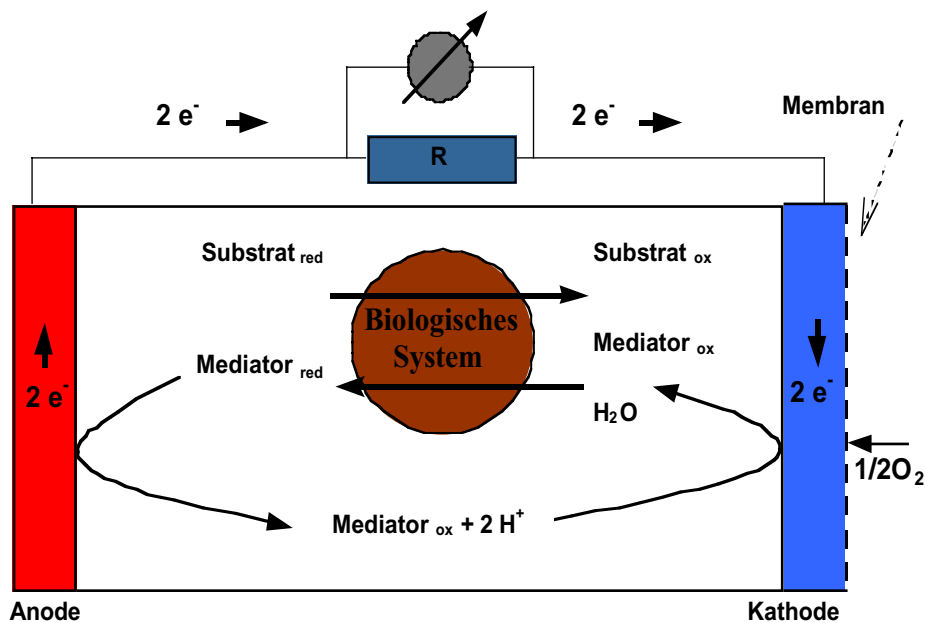 2 e⁻
2 e⁻
Membran
R
Substrat red
Substrat ox
Biologisches
System
Mediator ox
Mediator red
2 e⁻
2 e⁻
H₂O
1/2O₂
Mediator ox + 2 H⁺
Anode
Kathode